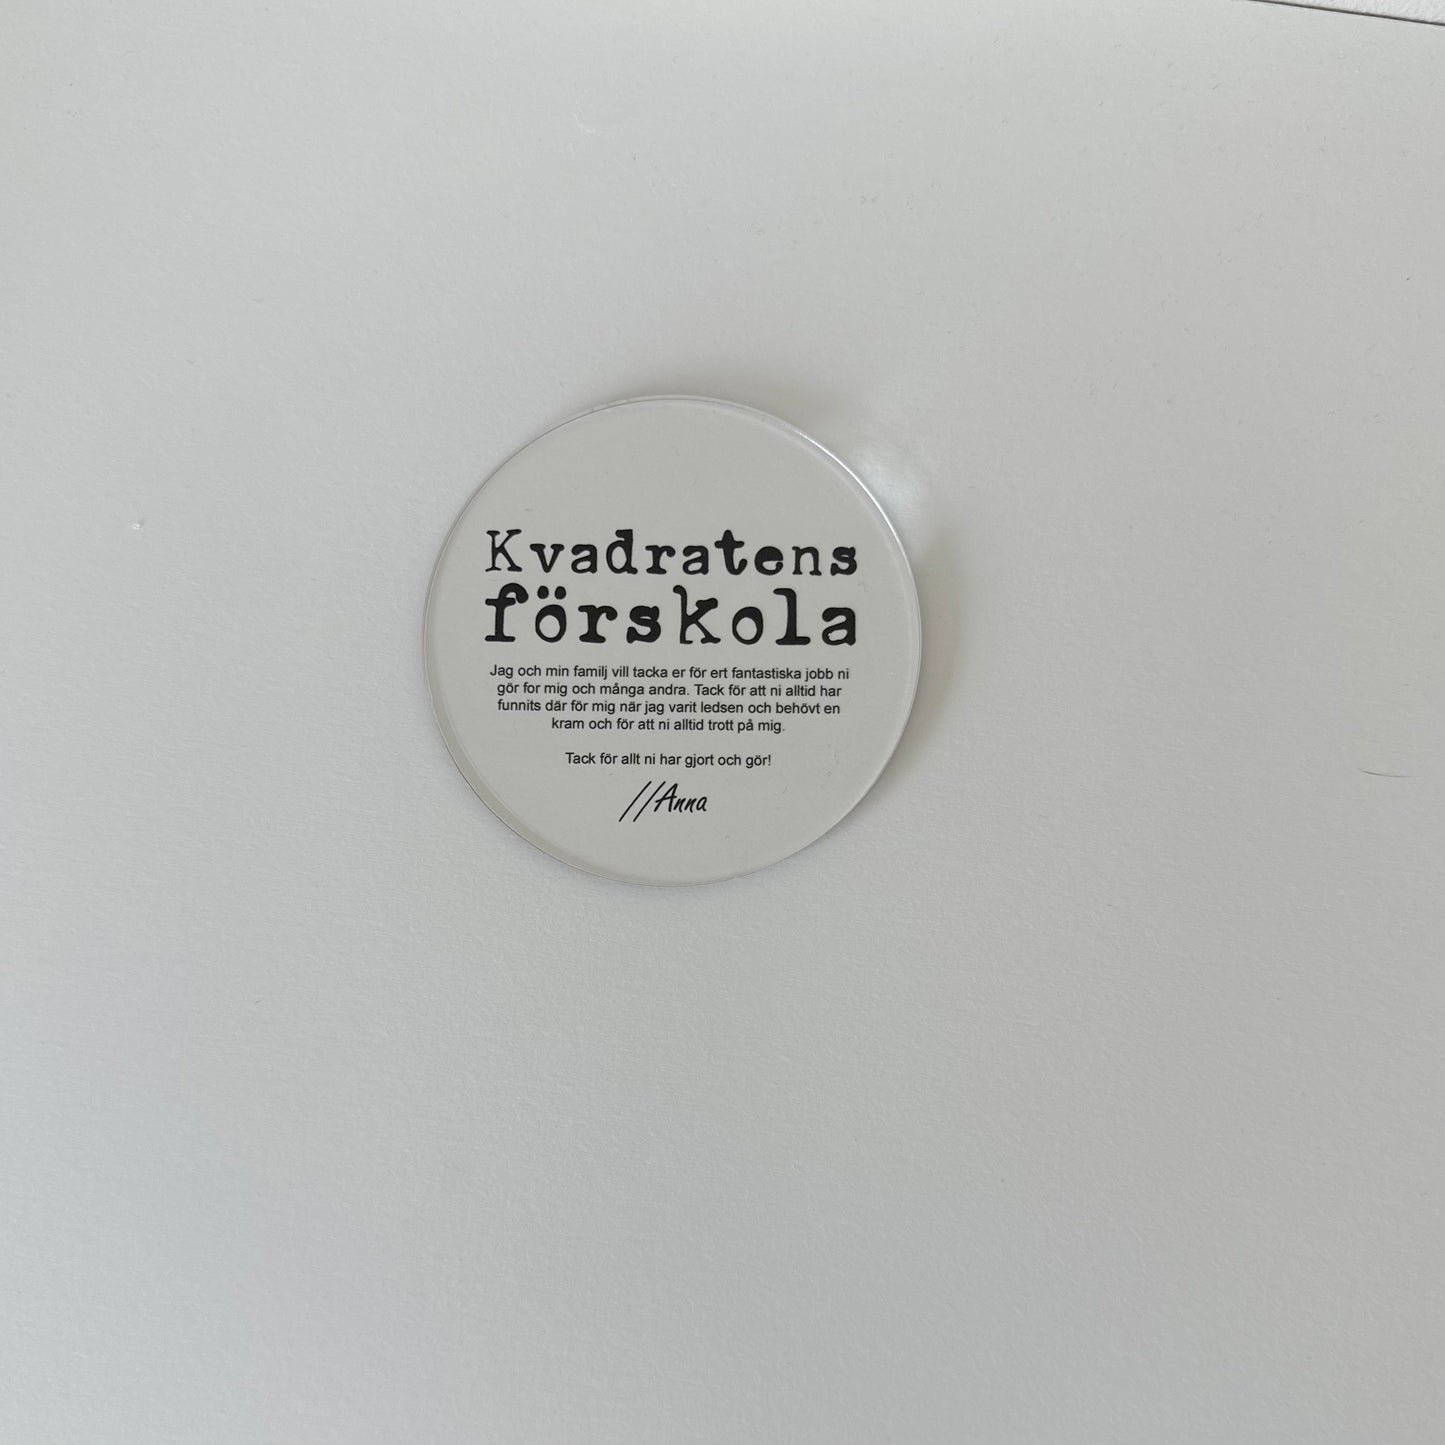 Kvadratens
förskola
Jag och min familj vill tacka er för ert fantastiska jobb ni
gör for mig och många andra. Tack för att ni alltid har
funnits där för mig när jag varit ledsen och behövt en
kram och för att ni alltid trott på mig.
Tack för allt ni har gjort och gör!
//Anna